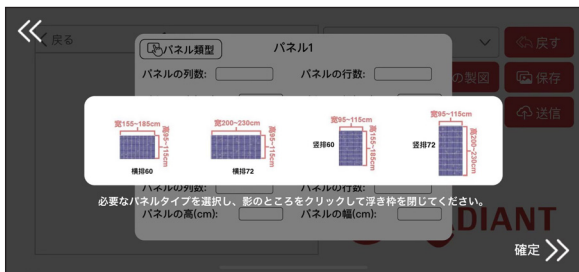 戻る
パネル類型
パネル1
戻す
パネルの列数:
パネルの行数:
の製図
保存
送信
宽155~185cm
高95~115cm
横排60
宽200~230cm
高95~115cm
横排72
竖排60
宽95~115cm
高155~185cm
竖排72
宽95~115cm
高200~230cm
パネルの列数:
パネルの行数:
必要なパネルタイプを選択し、影のところをクリックして浮き枠を閉じてください。
パネルの高(cm):
パネルの幅(cm):
DIANT
確定